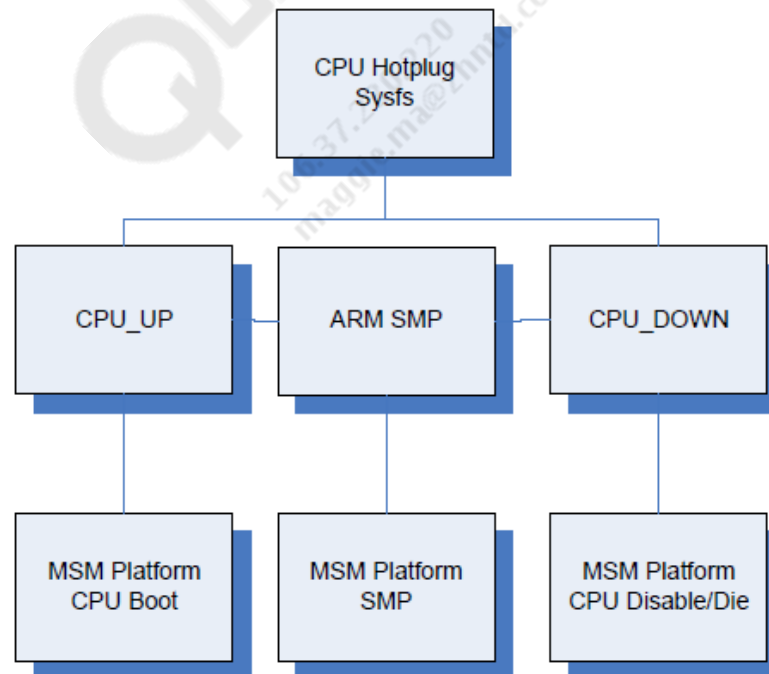 CPU Hotplug
Sysfs
CPU_UP
ARM SMP
CPU_DOWN
MSM Platform
CPU Boot
MSM Platform
SMP
MSM Platform
CPU Disable/Die